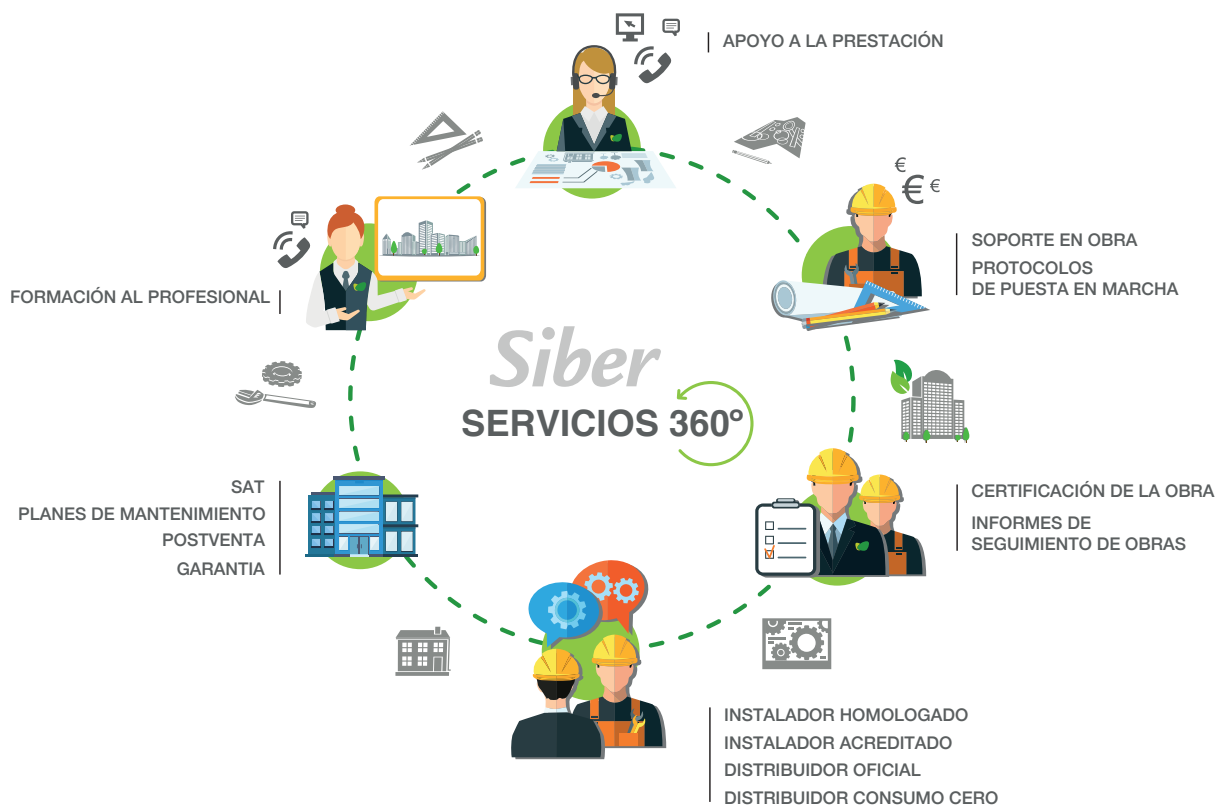 APOYO A LA PRESTACIÓN
€
€ €
SOPORTE EN OBRA
PROTOCOLOS
DE PUESTA EN MARCHA
FORMACIÓN AL PROFESIONAL
Siber
SERVICIOS 360º
SAT
PLANES DE MANTENIMIENTO
POSTVENTA
GARANTIA
CERTIFICACIÓN DE LA OBRA
INFORMES DE
SEGUIMIENTO DE OBRAS
INSTALADOR HOMOLOGADO
INSTALADOR ACREDITADO
DISTRIBUIDOR OFICIAL
DISTRIBUIDOR CONSUMO CERO